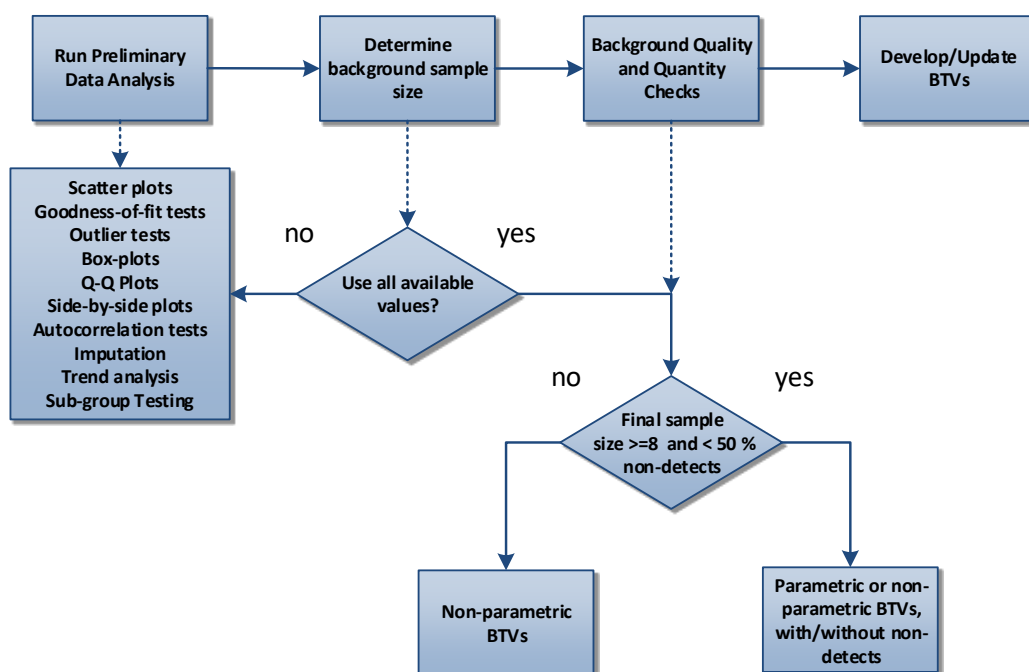 Run Preliminary
Data Analysis
Determine
background sample
size
Background Quality
and Quantity
Checks
Develop/Update
BTVs
Scatter plots
Goodness-of-fit tests
Outlier tests
Box-plots
Q-Q Plots
Side-by-side plots
Autocorrelation tests
Imputation
Trend analysis
Sub-group Testing
no
yes
Use all available
values?
no
yes
Final sample
size >=8 and < 50 %
non-detects
Non-parametric
BTVs
Parametric or non-
parametric BTVs,
with/without non-
detects